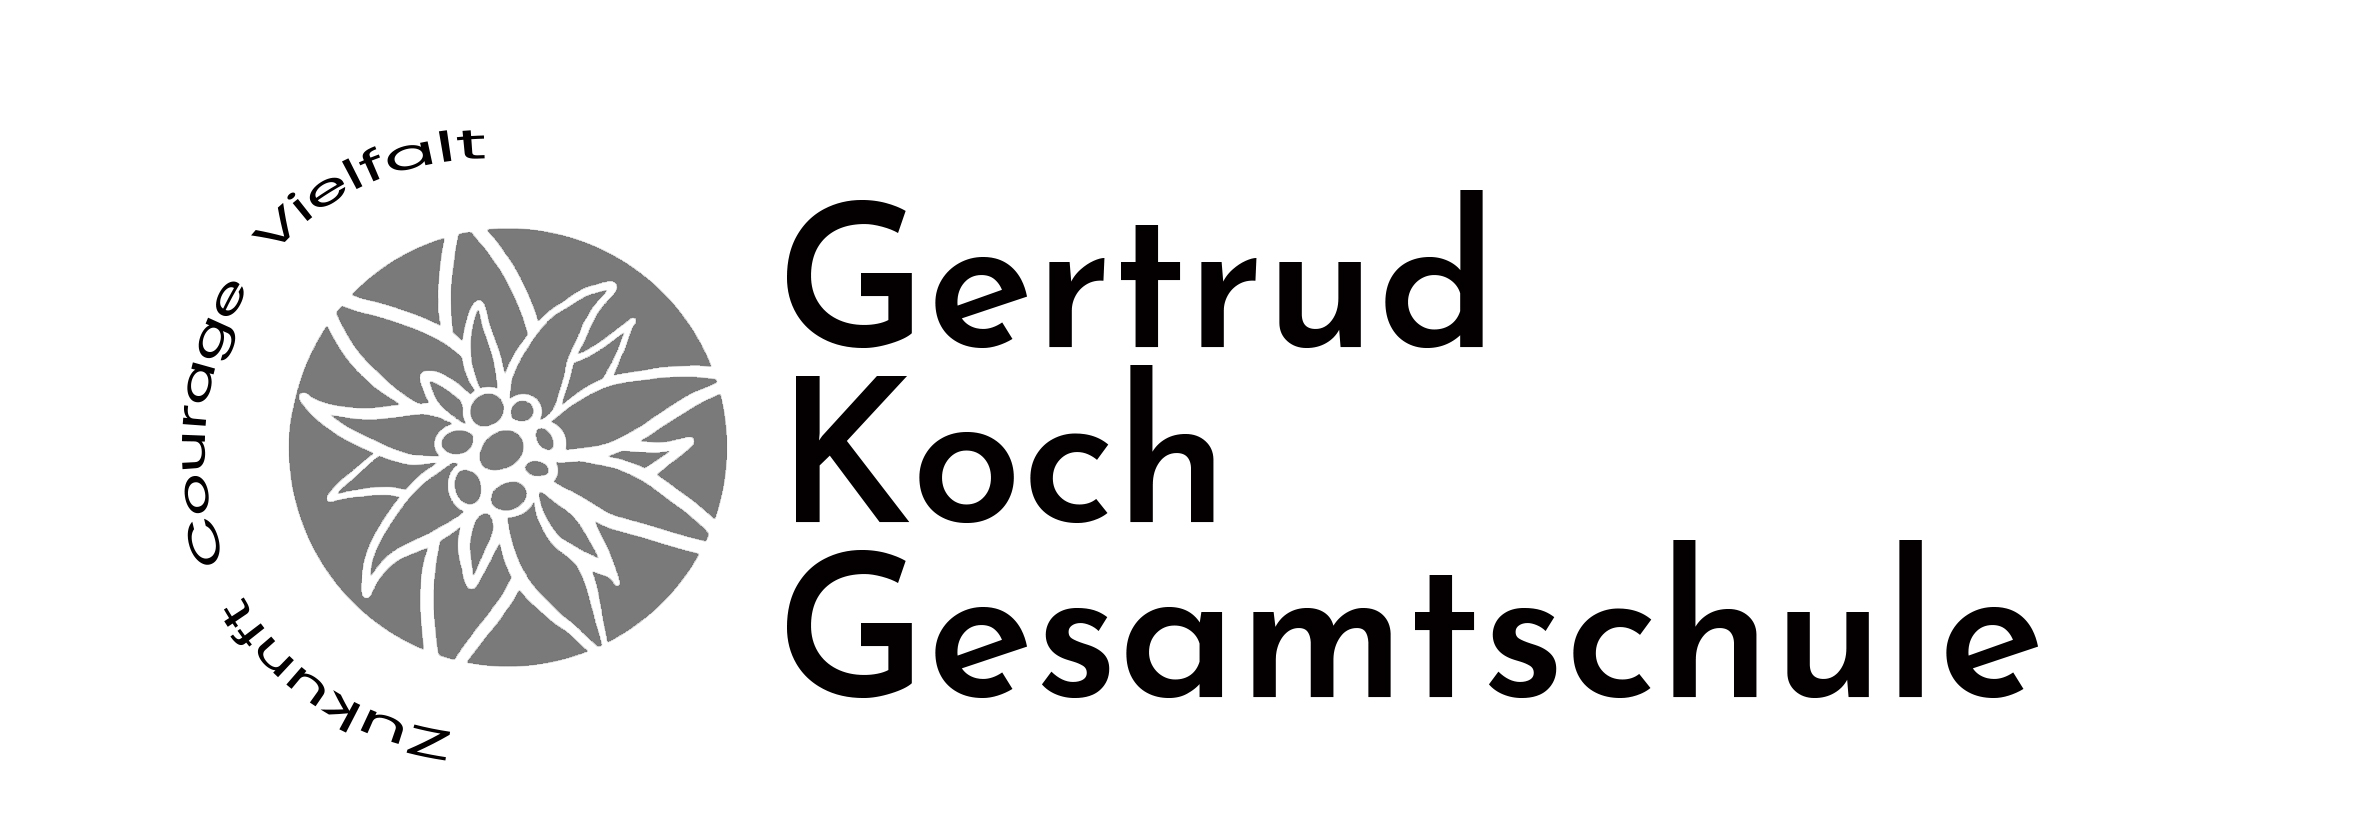 Zukunft Courage Vielfalt
Gertrud
Koch
Gesamtschule